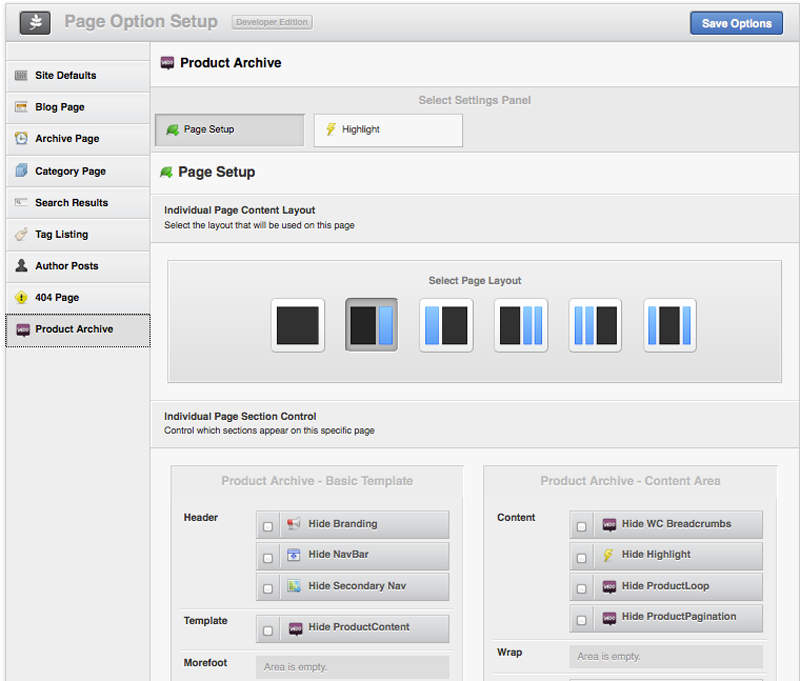 Page Option Setup
Developer Edition
Save Options
Site Defaults
Blog Page
Archive Page
Category Page
Search Results
Tag Listing
Author Posts
404 Page
Product Archive
Product Archive
Select Settings Panel
Page Setup
Highlight
Page Setup
Individual Page Content Layout
Select the layout that will be used on this page
Select Page Layout
Individual Page Section Control
Control which sections appear on this specific page
Product Archive - Basic Template
Header
Hide Branding
Hide NavBar
Hide Secondary Nav
Template
Hide ProductContent
Morefoot
Area is empty.
Product Archive - Content Area
Content
Hide WC Breadcrumbs
Hide Highlight
Hide ProductLoop
Hide ProductPagination
Wrap
Area is empty.